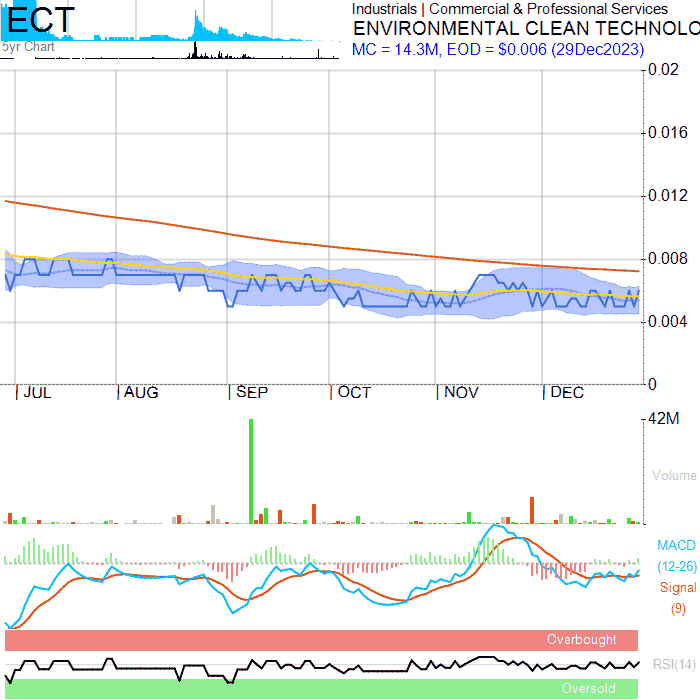 ECT
5yr Chart
Industrials | Commercial & Professional Services
ENVIRONMENTAL CLEAN TECHNOLO
MC = 14.3M, EOD = $0.006 (29Dec2023)
0.02
0.016
0.012
0.008
0.004
0
JUL AUG SEP OCT NOV DEC
42M
Volume
MACD
(12-26)
Signal
(9)
Overbought
RSI(14)
Oversold